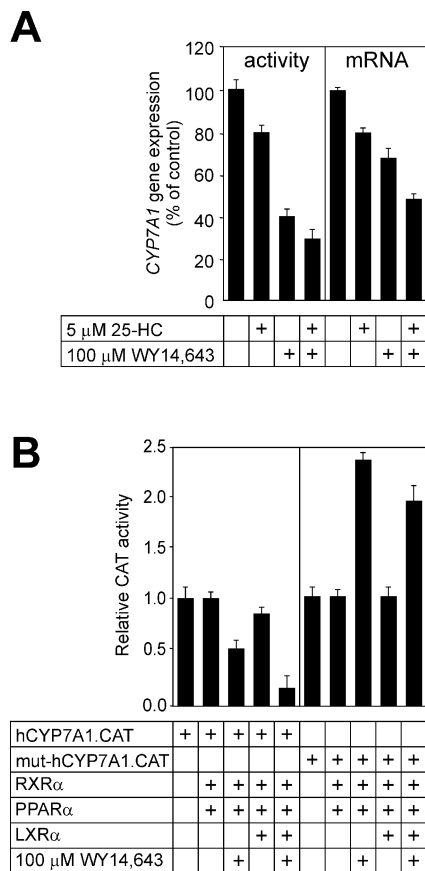 A
120
100
80
60
40
20
0
CYP7A1 gene expression
(% of control)
activity
mRNA
5 μM 25-HC + + + +
100 μM WY14,643 + + + +
B
2.5
2.0
1.5
1.0
0.5
0.0
Relative CAT activity
hCYP7A1.CAT + + + + +
mut-hCYP7A1.CAT + + + + +
RXRα + + + + + + + +
PPARα + + + + + + + +
LXRα + + + +
100 μM WY14,643 + + + +